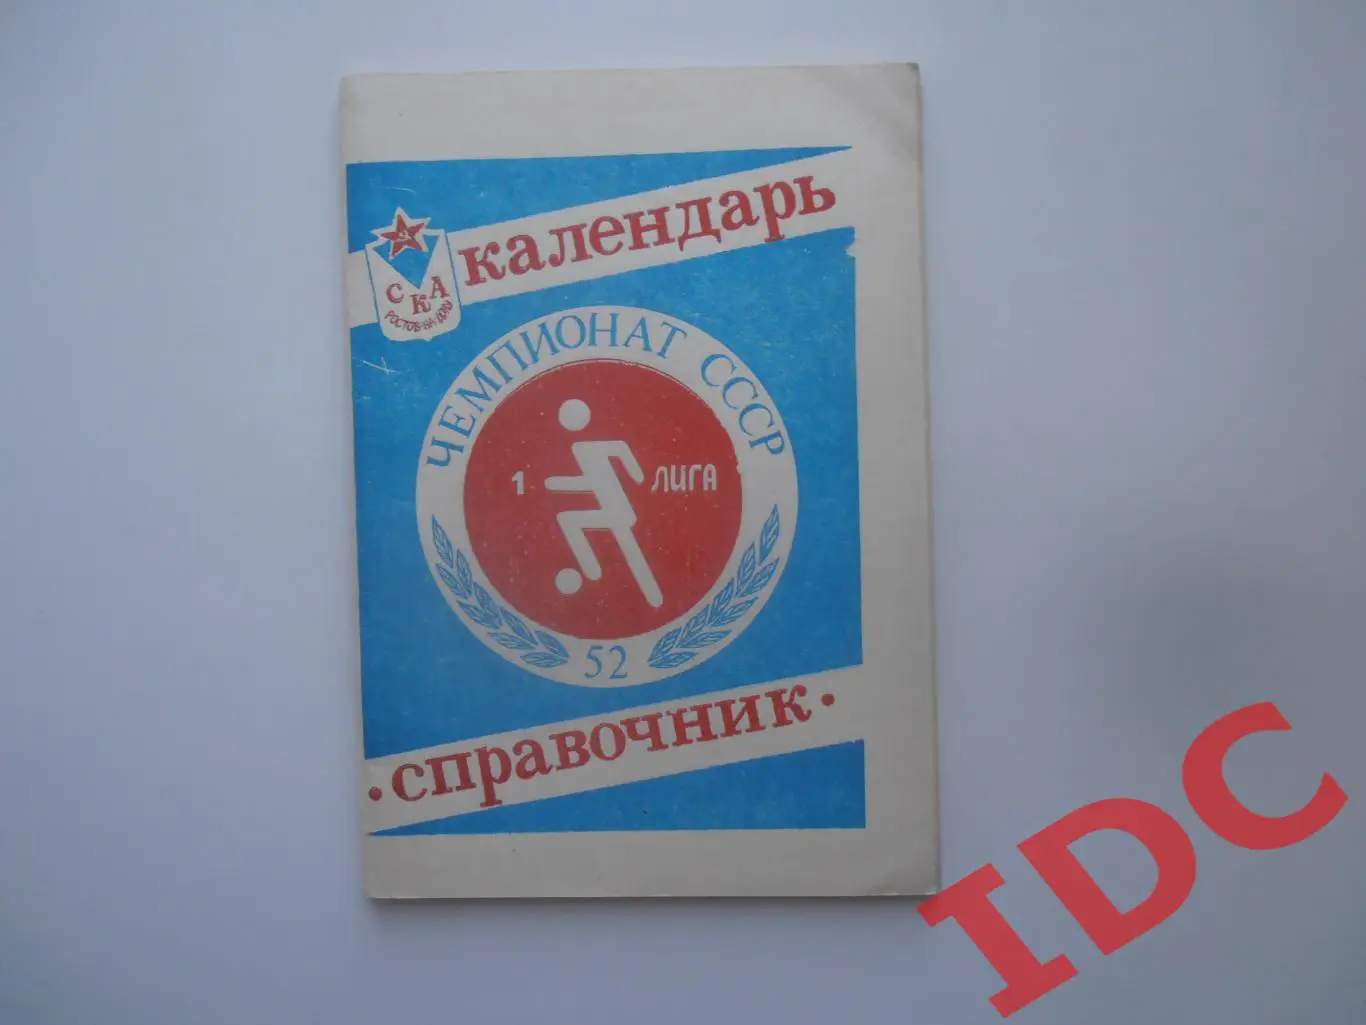 календарь
СКА
РОСТОВ-НА-ДОНУ
ЧЕМПИОНАТ СССР
1 ЛИГА
52
• справочник •
IDC